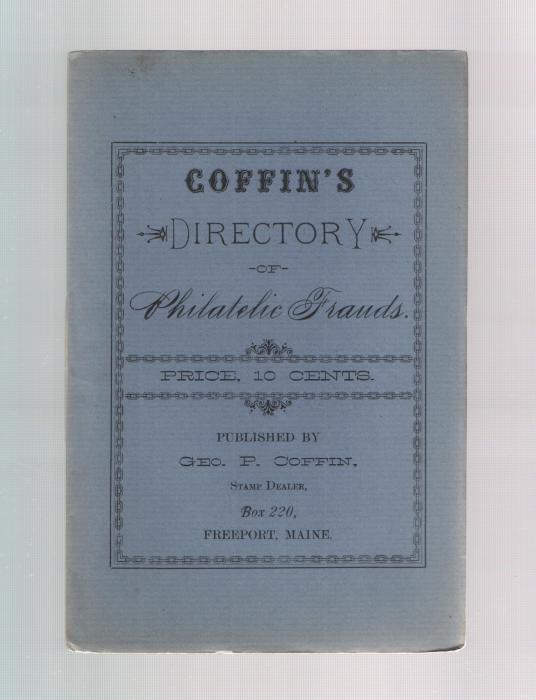 COFFIN'S
DIRECTORY
-OF-
Philatelic Frauds.
PRICE, 10 CENTS.
PUBLISHED BY
GEO. P. COFFIN,
STAMP DEALER,
Box 220,
FREEPORT, MAINE.